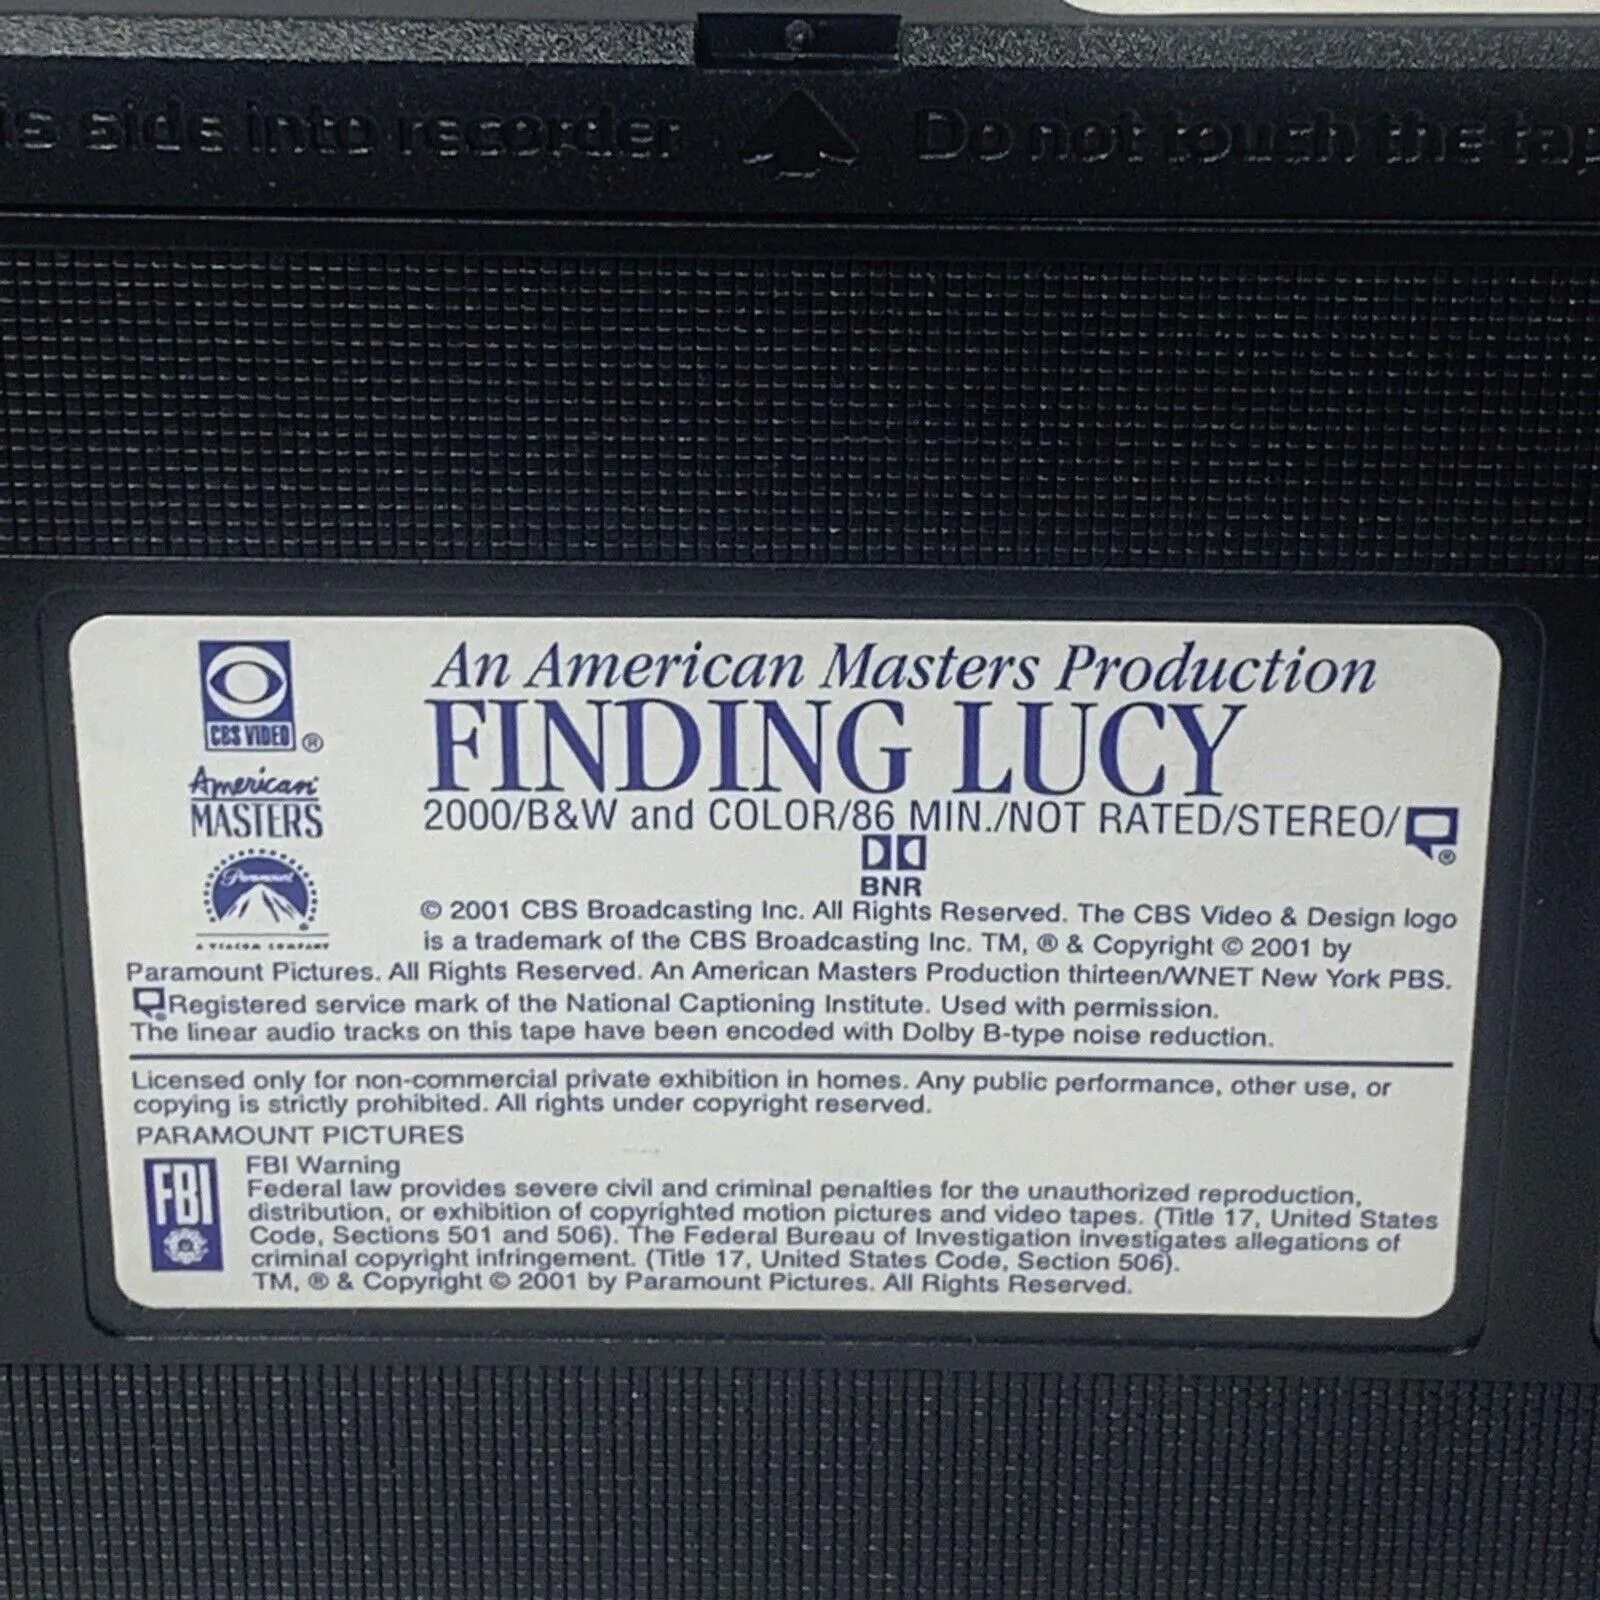 side into recorder
Do not touch the
CBS VIDEO ®
American
MASTERS
Paramount
A VIACOM COMPANY
An American Masters Production
FINDING LUCY
2000/B&W and COLOR/86 MIN./NOT RATED/STEREO/
®
BNR
© 2001 CBS Broadcasting Inc. All Rights Reserved. The CBS Video & Design logo
is a trademark of the CBS Broadcasting Inc. TM, ® & Copyright © 2001 by
Paramount Pictures. All Rights Reserved. An American Masters Production thirteen/WNET New York PBS.
Registered service mark of the National Captioning Institute. Used with permission.
The linear audio tracks on this tape have been encoded with Dolby B-type noise reduction.
Licensed only for non-commercial private exhibition in homes. Any public performance, other use, or
copying is strictly prohibited. All rights under copyright reserved.
PARAMOUNT PICTURES
FBI
FBI Warning
Federal law provides severe civil and criminal penalties for the unauthorized reproduction,
distribution, or exhibition of copyrighted motion pictures and video tapes. (Title 17, United States
Code, Sections 501 and 506). The Federal Bureau of Investigation investigates allegations of
criminal copyright infringement. (Title 17, United States Code, Section 506).
TM, ® & Copyright © 2001 by Paramount Pictures. All Rights Reserved.